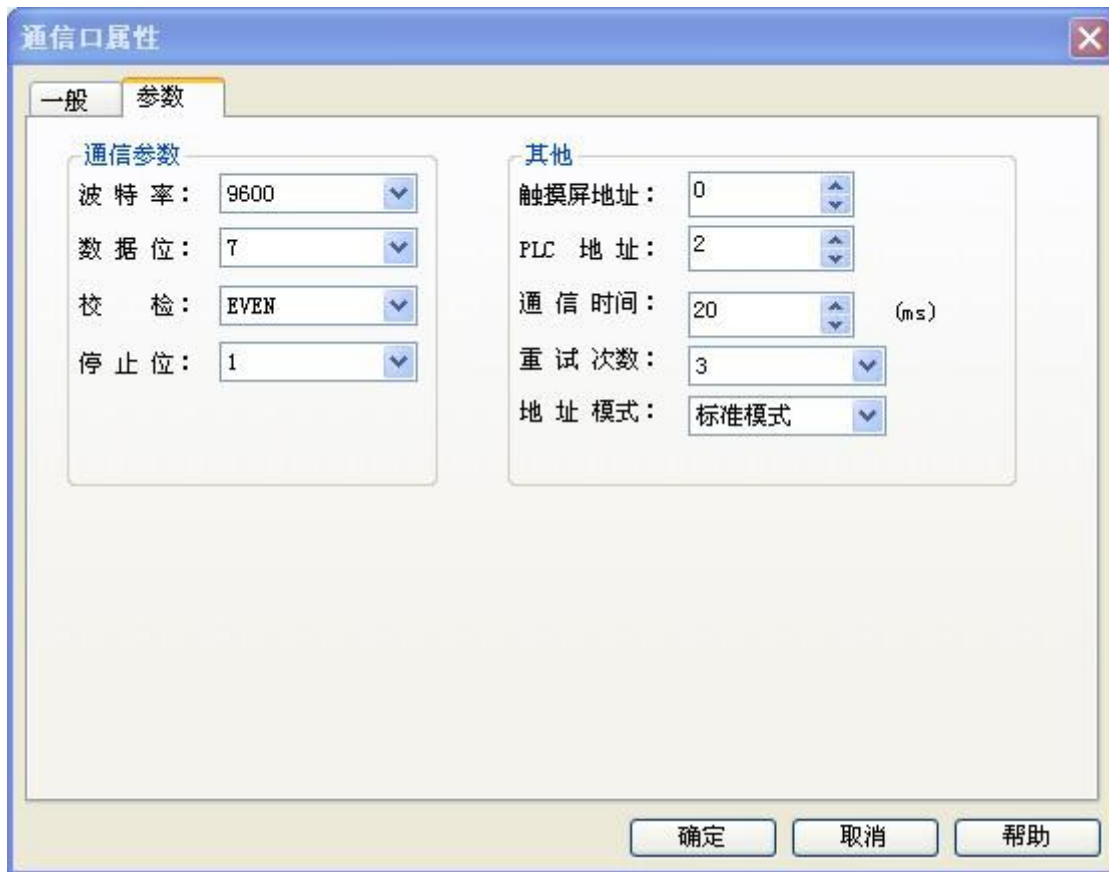 通信口属性
一般 参数
通信参数
波 特 率： 9600
数 据 位： 7
校 检： EVEN
停 止 位： 1
其他
触摸屏地址： 0
PLC 地 址： 2
通 信 时间： 20 (ms)
重 试 次数： 3
地 址 模式： 标准模式
确定 取消 帮助